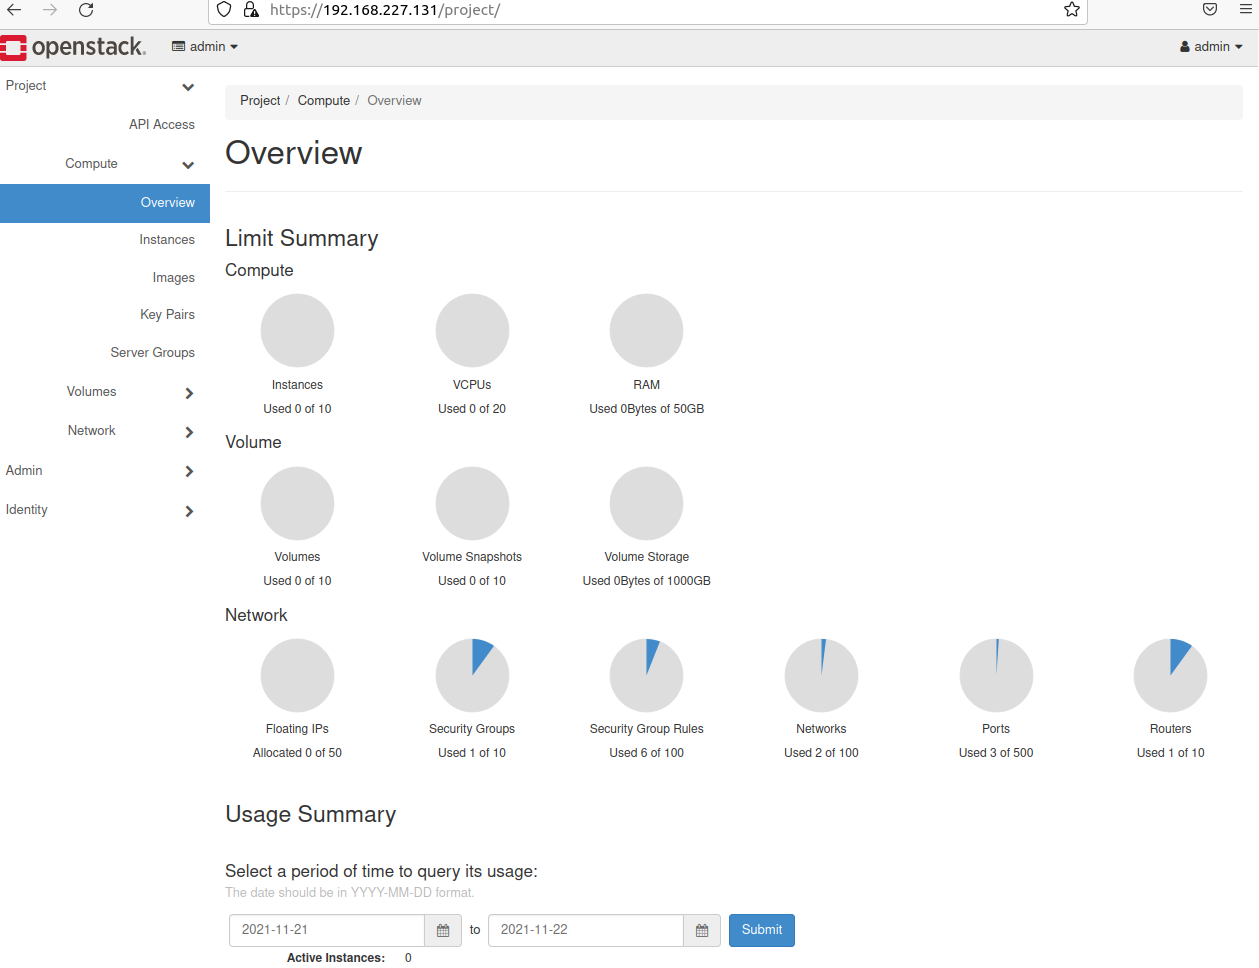 https://192.168.227.131/project/
openstack. admin admin
Project
API Access
Compute
Overview
Instances
Images
Key Pairs
Server Groups
Volumes
Network
Admin
Identity
Project / Compute / Overview
Overview
Limit Summary
Compute
Instances VCPUs RAM
Used 0 of 10 Used 0 of 20 Used 0Bytes of 50GB
Volume
Volumes Volume Snapshots Volume Storage
Used 0 of 10 Used 0 of 10 Used 0Bytes of 1000GB
Network
Floating IPs Security Groups Security Group Rules Networks Ports Routers
Allocated 0 of 50 Used 1 of 10 Used 6 of 100 Used 2 of 100 Used 3 of 500 Used 1 of 10
Usage Summary
Select a period of time to query its usage:
The date should be in YYYY-MM-DD format.
2021-11-21 to 2021-11-22 Submit
Active Instances: 0